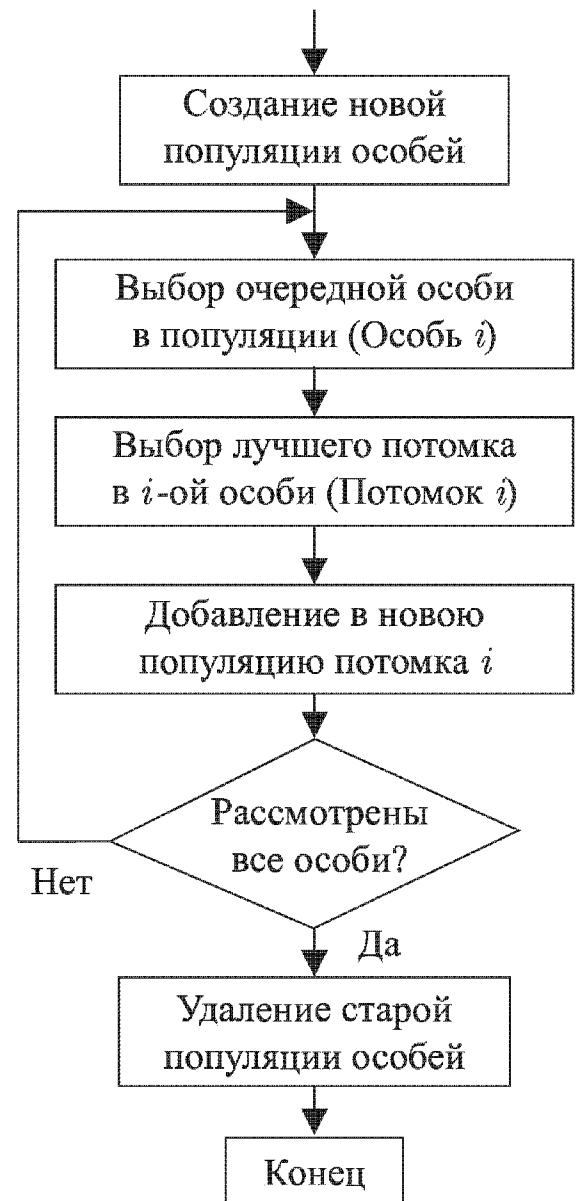 Создание новой
популяции особей
Выбор очередной особи
в популяции (Особь i)
Выбор лучшего потомка
в i-ой особи (Потомок i)
Добавление в новою
популяцию потомка i
Рассмотрены
все особи?
Нет
Да
Удаление старой
популяции особей
Конец